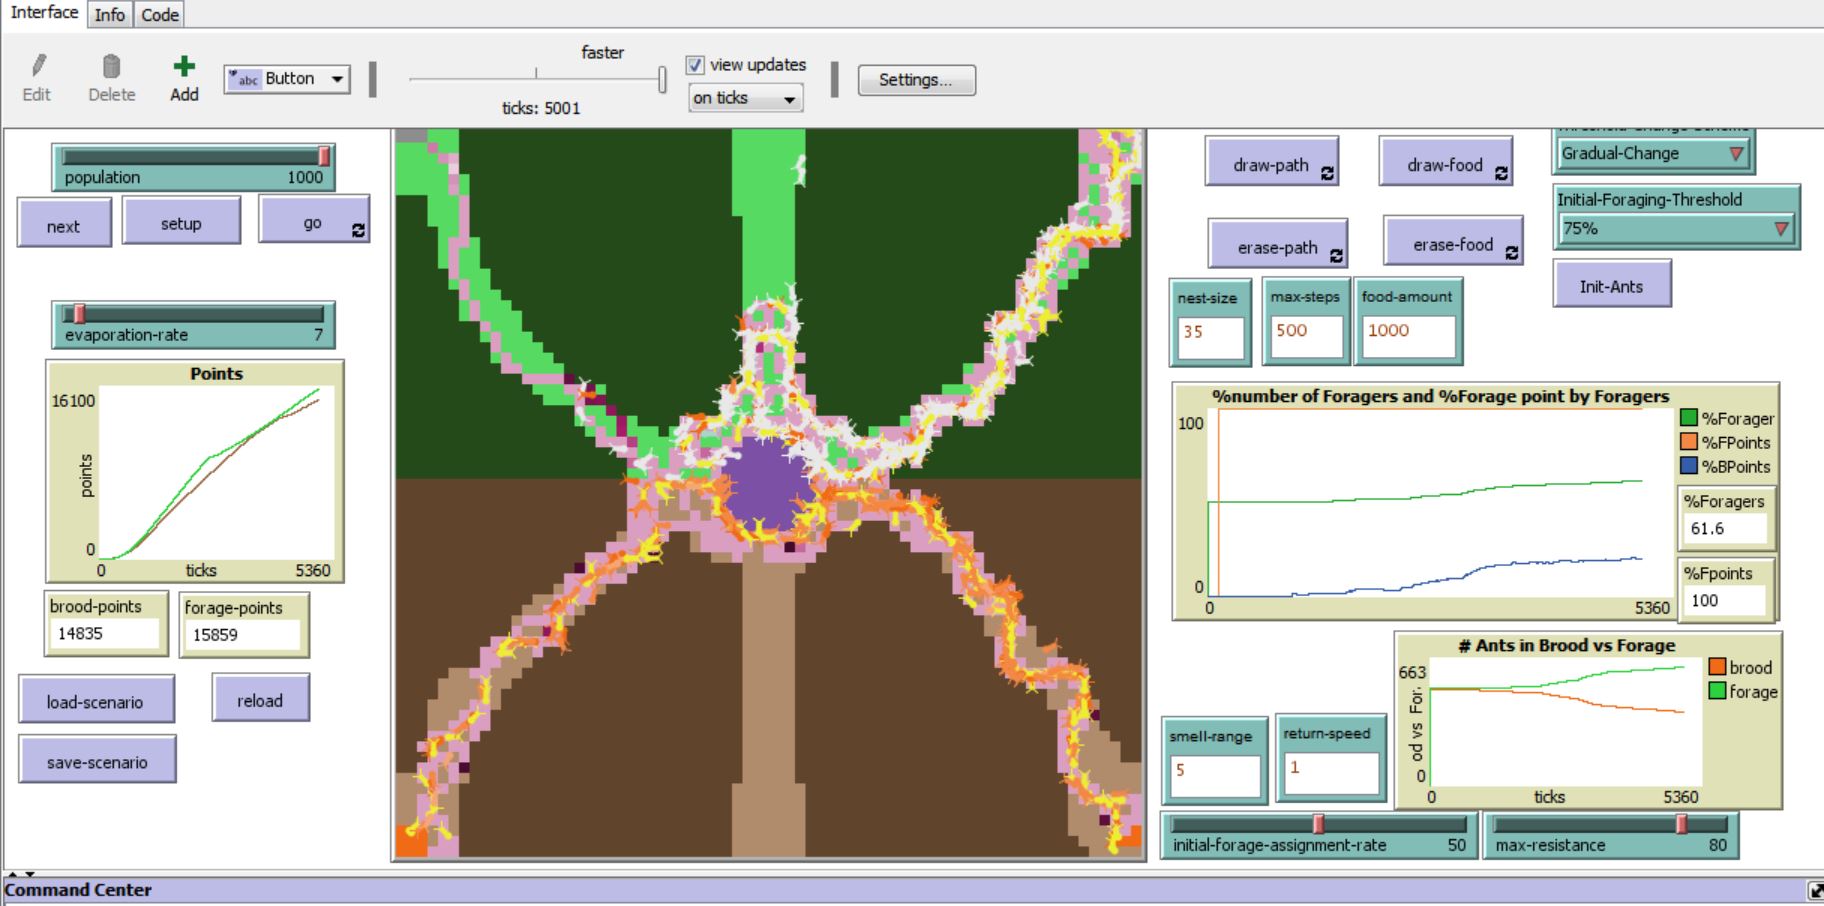 Interface Info Code
Edit Delete Add abc Button
faster
ticks: 5001
view updates
on ticks
Settings...
population 1000
next setup go
evaporation-rate 7
Points
16100
points
0
0 ticks 5360
brood-points
14835
forage-points
15859
load-scenario reload
save-scenario
draw-path draw-food
erase-path erase-food
Threshold-Change-Scheme
Gradual-Change
Initial-Foraging-Threshold
75%
Init-Ants
nest-size
35
max-steps
500
food-amount
1000
%number of Foragers and %Forage point by Foragers
100
0
0 5360
%Forager
%FPoints
%BPoints
%Foragers
61.6
%Fpoints
100
# Ants in Brood vs Forage
663
od vs For.
0
0 ticks 5360
brood
forage
smell-range
5
return-speed
1
initial-forage-assignment-rate 50
max-resistance 80
Command Center